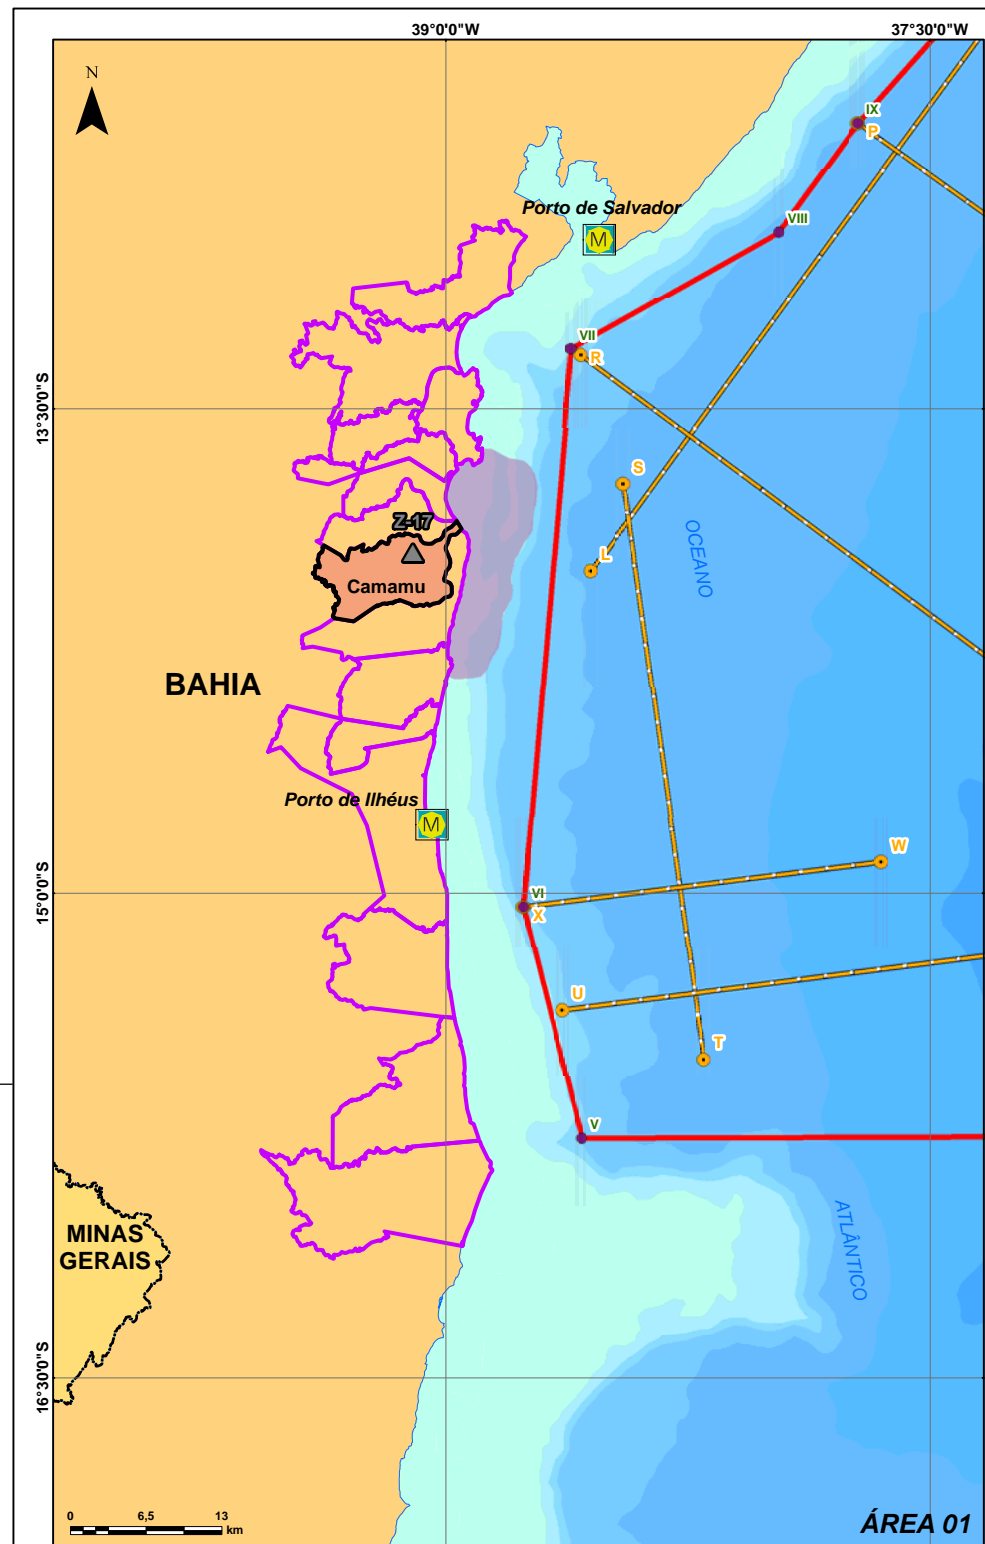 39°0'0"W
37°30'0"W
N
IX
P
Porto de Salvador
VIII
M
VII
R
13°30'0"S
S
Z-17
OCEANO
L
Camamu
BAHIA
Porto de Ilhéus
M
W
15°0'0"S
VI
X
U
T
V
MINAS
GERAIS
ATLÂNTICO
16°30'0"S
0 6,5 13
km
ÁREA 01